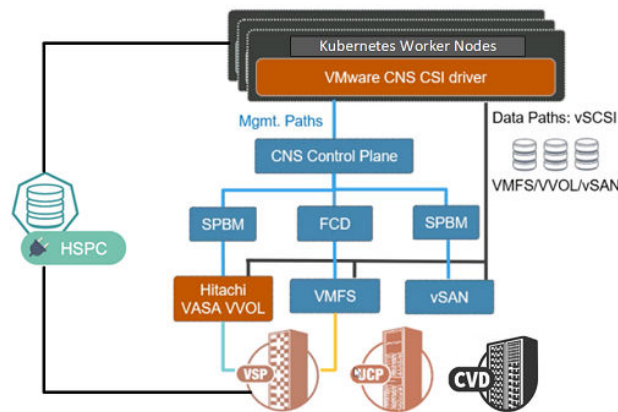 Kubernetes Worker Nodes
VMware CNS CSI driver
Mgmt. Paths
Data Paths: vSCSI
CNS Control Plane
VMFS/VVOL/vSAN
SPBM
FCD
SPBM
HSPC
Hitachi
VASA VVOL
VMFS
vSAN
VSP
UCP
CVD